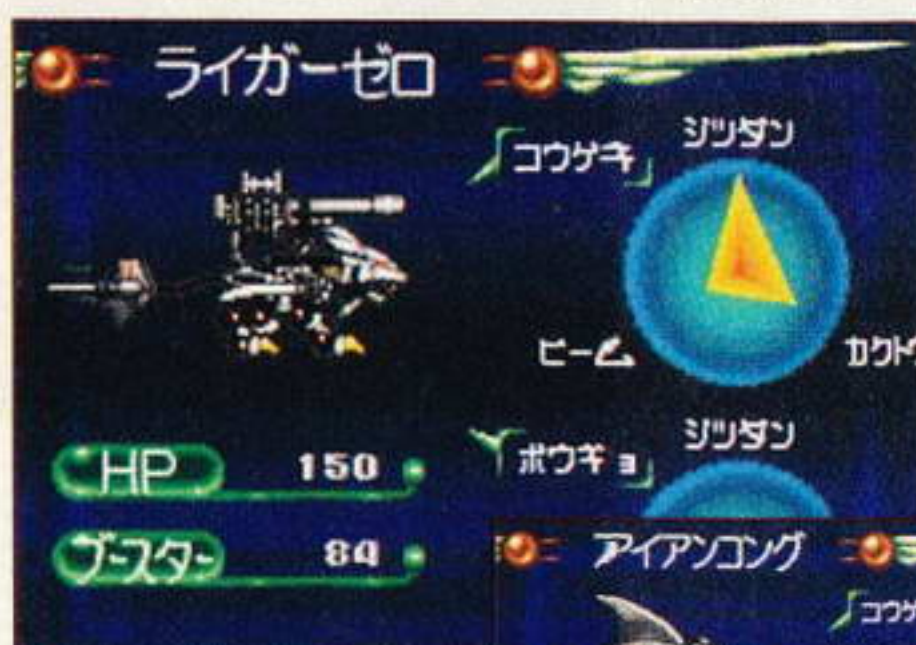 ライガーゼロ
コウゲキ
ジツダン
ビーム
カクト
HP 150
ボウギョ
ジツダン
ブースター 80
アイアンコング
コウゲ